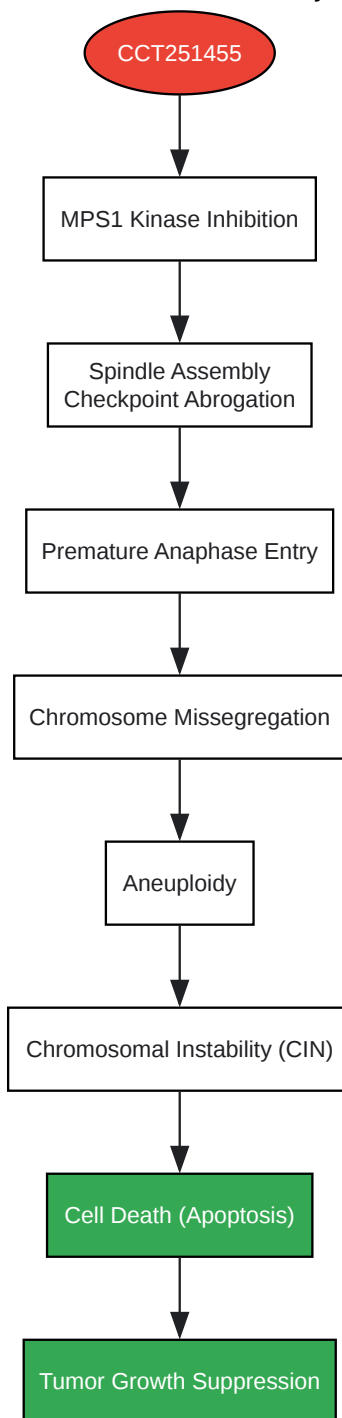 CCT251455
MPS1 Kinase Inhibition
Spindle Assembly
Checkpoint Abrogation
Premature Anaphase Entry
Chromosome Missegregation
Aneuploidy
Chromosomal Instability (CIN)
Cell Death (Apoptosis)
Tumor Growth Suppression